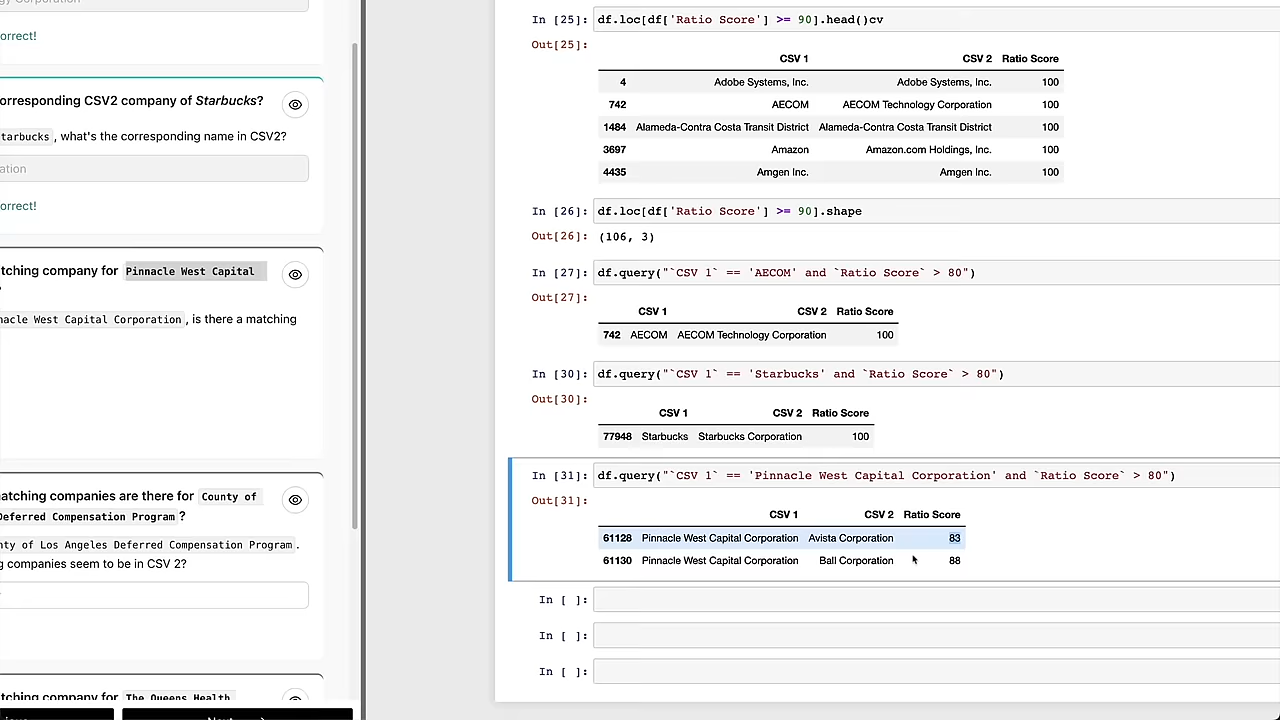 gy Corporation
orrect!
orresponding CSV2 company of Starbucks?
tarbucks , what's the corresponding name in CSV2?
ation
orrect!
tching company for Pinnacle West Capital
?
nacle West Capital Corporation , is there a matching
atching companies are there for County of
Deferred Compensation Program ?
nty of Los Angeles Deferred Compensation Program .
g companies seem to be in CSV 2?
tching company for The Queens Health
ious
Next →
In [25]: df.loc[df['Ratio Score'] >= 90].head()cv
Out[25]:
CSV 1 CSV 2 Ratio Score
4 Adobe Systems, Inc. Adobe Systems, Inc. 100
742 AECOM AECOM Technology Corporation 100
1484 Alameda-Contra Costa Transit District Alameda-Contra Costa Transit District 100
3697 Amazon Amazon.com Holdings, Inc. 100
4435 Amgen Inc. Amgen Inc. 100
In [26]: df.loc[df['Ratio Score'] >= 90].shape
Out[26]: (106, 3)
In [27]: df.query("`CSV 1` == 'AECOM' and `Ratio Score` > 80")
Out[27]:
CSV 1 CSV 2 Ratio Score
742 AECOM AECOM Technology Corporation 100
In [30]: df.query("`CSV 1` == 'Starbucks' and `Ratio Score` > 80")
Out[30]:
CSV 1 CSV 2 Ratio Score
77948 Starbucks Starbucks Corporation 100
In [31]: df.query("`CSV 1` == 'Pinnacle West Capital Corporation' and `Ratio Score` > 80")
Out[31]:
CSV 1 CSV 2 Ratio Score
61128 Pinnacle West Capital Corporation Avista Corporation 83
61130 Pinnacle West Capital Corporation Ball Corporation 88
In [ ]:
In [ ]:
In [ ]: